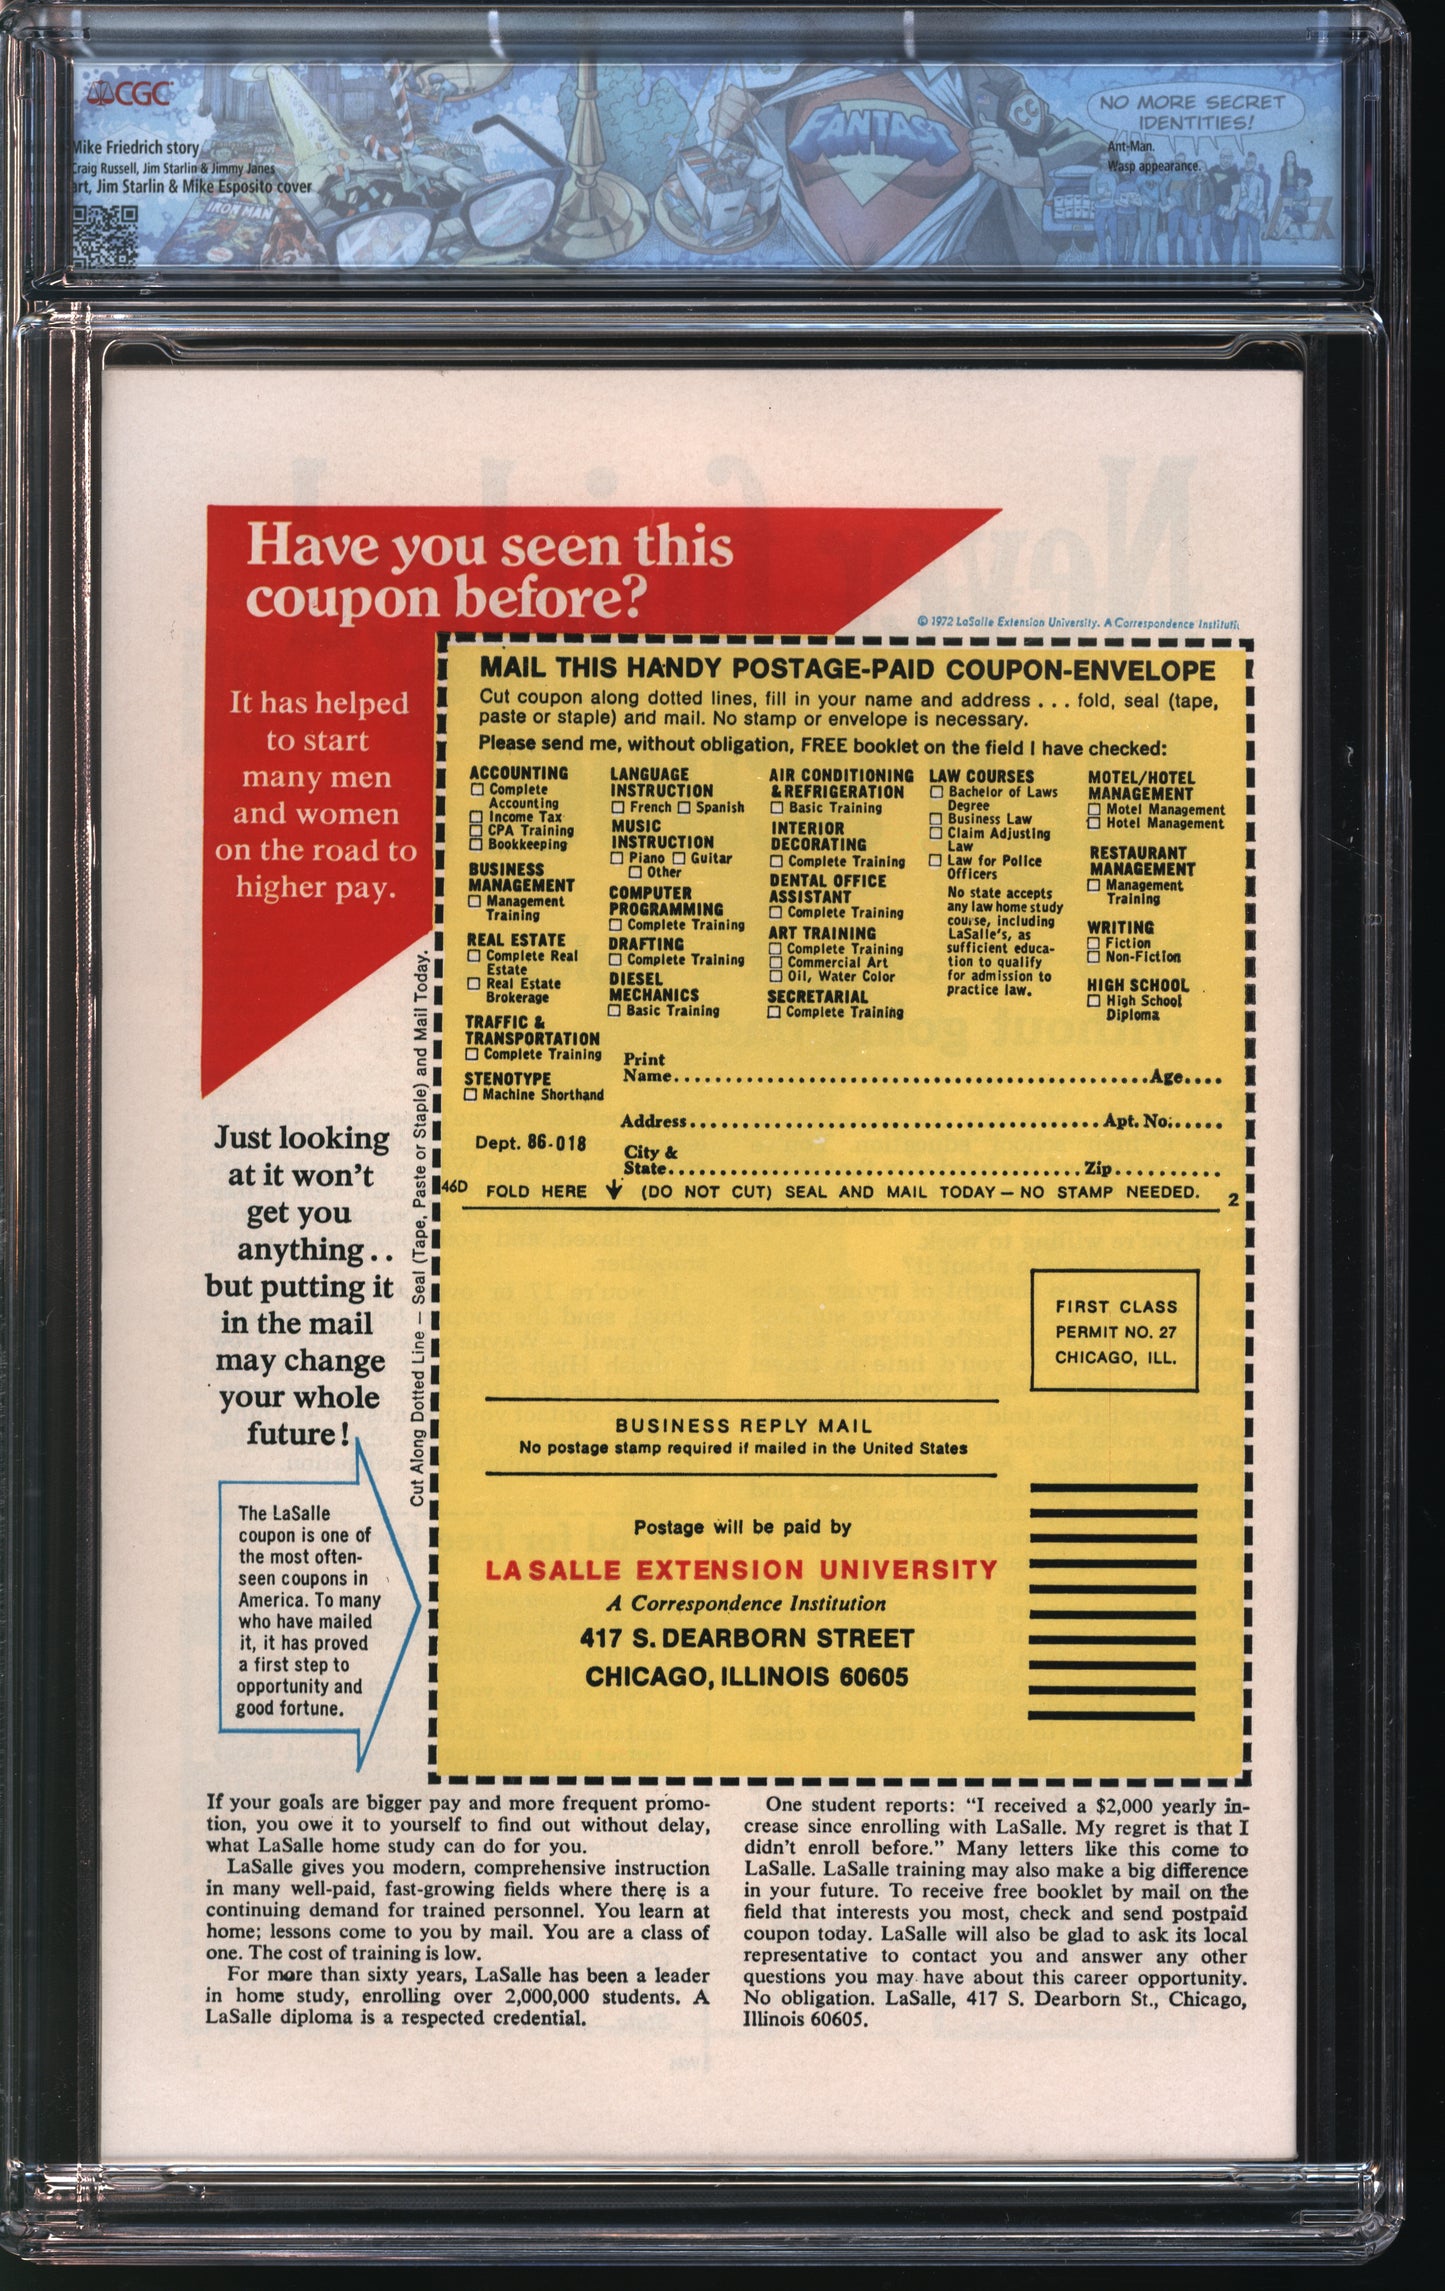 CGC
Mike Friedrich story
Craig Russell, Jim Starlin & Jimmy Janes
art, Jim Starlin & Mike Esposito cover
IRON MAN
FANTAST
CC
NO MORE SECRET
IDENTITIES!
Ant-Man.
Wasp appearance.
Have you seen this
coupon before?
It has helped
to start
many men
and women
on the road to
higher pay.
© 1972 LaSalle Extension University. A Correspondence Instituti
MAIL THIS HANDY POSTAGE-PAID COUPON-ENVELOPE
Cut coupon along dotted lines, fill in your name and address . . . fold, seal (tape,
paste or staple) and mail. No stamp or envelope is necessary.
Please send me, without obligation, FREE booklet on the field I have checked:
ACCOUNTING
Complete
Accounting
Income Tax
CPA Training
Bookkeeping
BUSINESS
MANAGEMENT
Management
Training
REAL ESTATE
Complete Real
Estate
Real Estate
Brokerage
TRAFFIC &
TRANSPORTATION
Complete Training
STENOTYPE
Machine Shorthand
LANGUAGE
INSTRUCTION
French Spanish
MUSIC
INSTRUCTION
Piano Guitar
Other
COMPUTER
PROGRAMMING
Complete Training
DRAFTING
Complete Training
DIESEL
MECHANICS
Basic Training
AIR CONDITIONING
& REFRIGERATION
Basic Training
INTERIOR
DECORATING
Complete Training
DENTAL OFFICE
ASSISTANT
Complete Training
ART TRAINING
Complete Training
Commercial Art
Oil, Water Color
SECRETARIAL
Complete Training
LAW COURSES
Bachelor of Laws
Degree
Business Law
Claim Adjusting
Law
Law for Police
Officers
No state accepts
any law home study
course, including
LaSalle's, as
sufficient educa-
tion to qualify
for admission to
practice law.
MOTEL/HOTEL
MANAGEMENT
Motel Management
Hotel Management
RESTAURANT
MANAGEMENT
Management
Training
WRITING
Fiction
Non-Fiction
HIGH SCHOOL
High School
Diploma
Print
Name Age
Address Apt. No.
Dept. 86-018
City &
State Zip
46D FOLD HERE (DO NOT CUT) SEAL AND MAIL TODAY — NO STAMP NEEDED. 2
Cut Along Dotted Line — Seal (Tape, Paste or Staple) and Mail Today.
Just looking
at it won't
get you
anything . .
but putting it
in the mail
may change
your whole
future!
The LaSalle
coupon is one of
the most often-
seen coupons in
America. To many
who have mailed
it, it has proved
a first step to
opportunity and
good fortune.
FIRST CLASS
PERMIT NO. 27
CHICAGO, ILL.
BUSINESS REPLY MAIL
No postage stamp required if mailed in the United States
Postage will be paid by
LA SALLE EXTENSION UNIVERSITY
A Correspondence Institution
417 S. DEARBORN STREET
CHICAGO, ILLINOIS 60605
If your goals are bigger pay and more frequent promo-
tion, you owe it to yourself to find out without delay,
what LaSalle home study can do for you.
LaSalle gives you modern, comprehensive instruction
in many well-paid, fast-growing fields where there is a
continuing demand for trained personnel. You learn at
home; lessons come to you by mail. You are a class of
one. The cost of training is low.
For more than sixty years, LaSalle has been a leader
in home study, enrolling over 2,000,000 students. A
LaSalle diploma is a respected credential.
One student reports: "I received a $2,000 yearly in-
crease since enrolling with LaSalle. My regret is that I
didn't enroll before." Many letters like this come to
LaSalle. LaSalle training may also make a big difference
in your future. To receive free booklet by mail on the
field that interests you most, check and send postpaid
coupon today. LaSalle will also be glad to ask its local
representative to contact you and answer any other
questions you may have about this career opportunity.
No obligation. LaSalle, 417 S. Dearborn St., Chicago,
Illinois 60605.